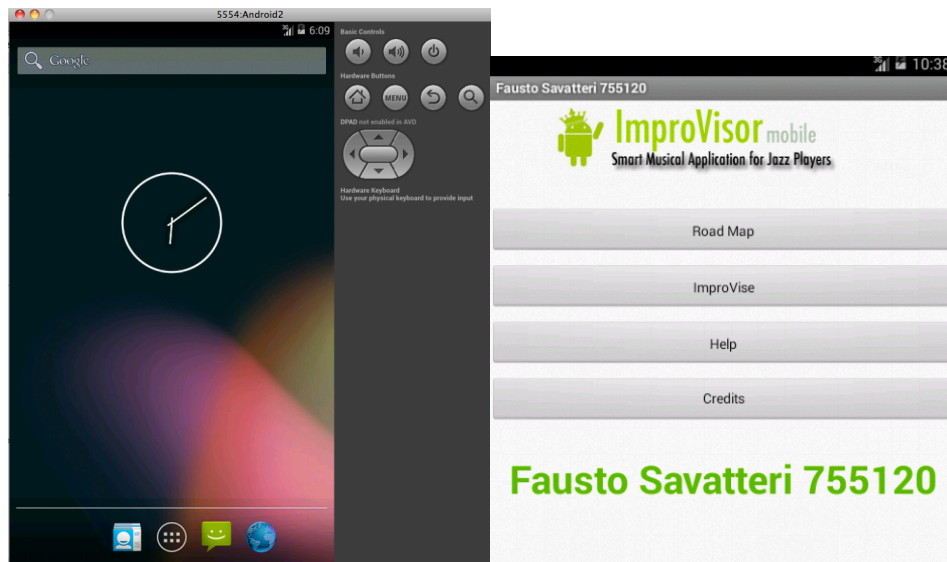 5554:Android2
3G 6:09
Google
Basic Controls
Hardware Buttons
MENU
DPAD not enabled in AVD
Hardware Keyboard
Use your physical keyboard to provide input
3G 10:38
Fausto Savatteri 755120
ImproVisor mobile
Smart Musical Application for Jazz Players
Road Map
ImproVise
Help
Credits
Fausto Savatteri 755120